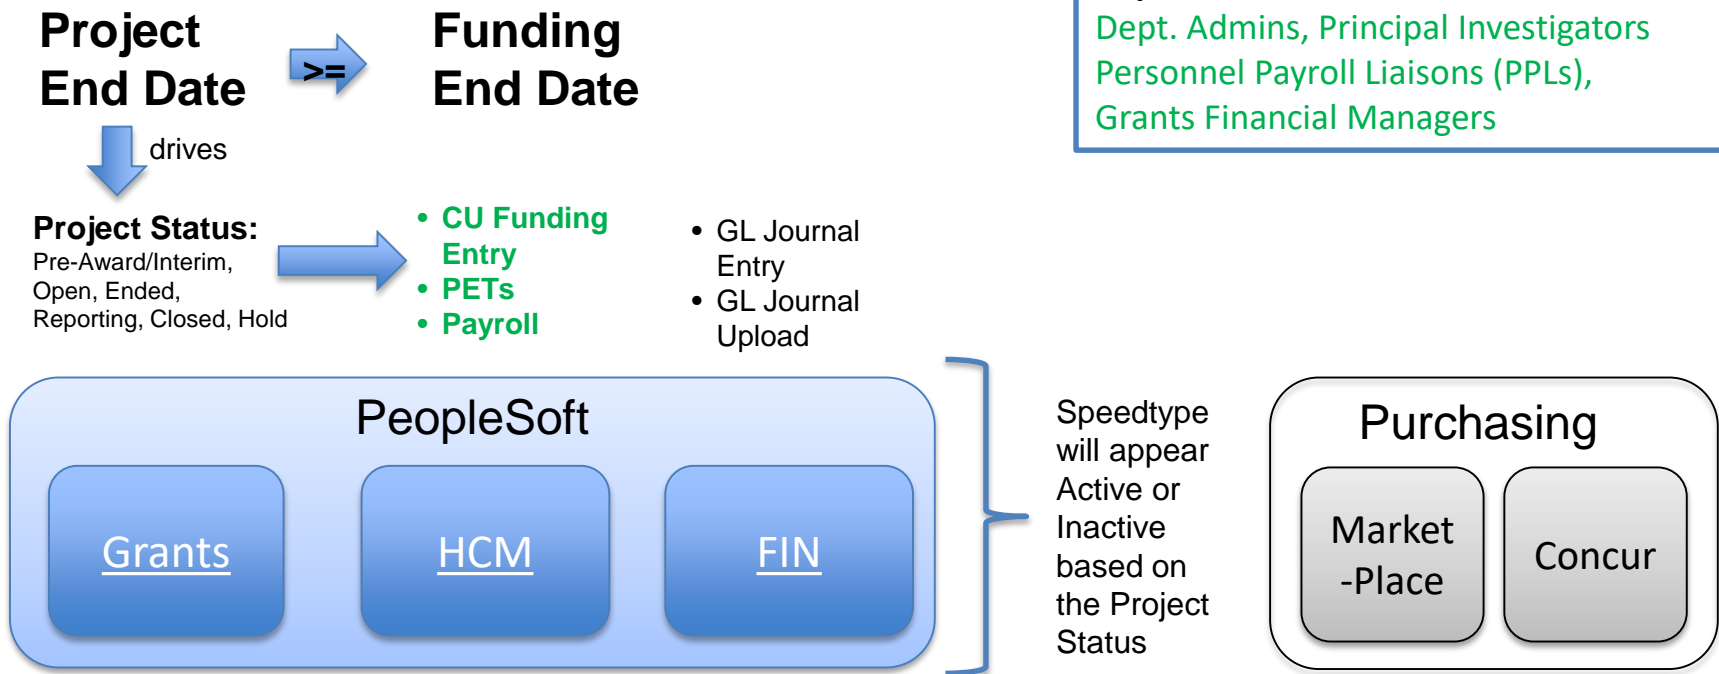 Project
End Date
>=
Funding
End Date
Dept. Admins, Principal Investigators
Personnel Payroll Liaisons (PPLs),
Grants Financial Managers
drives
Project Status:
Pre-Award/Interim,
Open, Ended,
Reporting, Closed, Hold
• CU Funding
Entry
• PETs
• Payroll
• GL Journal
Entry
• GL Journal
Upload
PeopleSoft
Grants
HCM
FIN
Speedtype
will appear
Active or
Inactive
based on
the Project
Status
Purchasing
Market
-Place
Concur